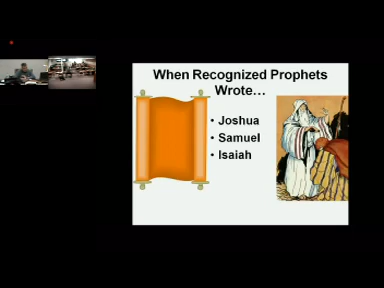 When Recognized Prophets
Wrote…
• Joshua
• Samuel
• Isaiah